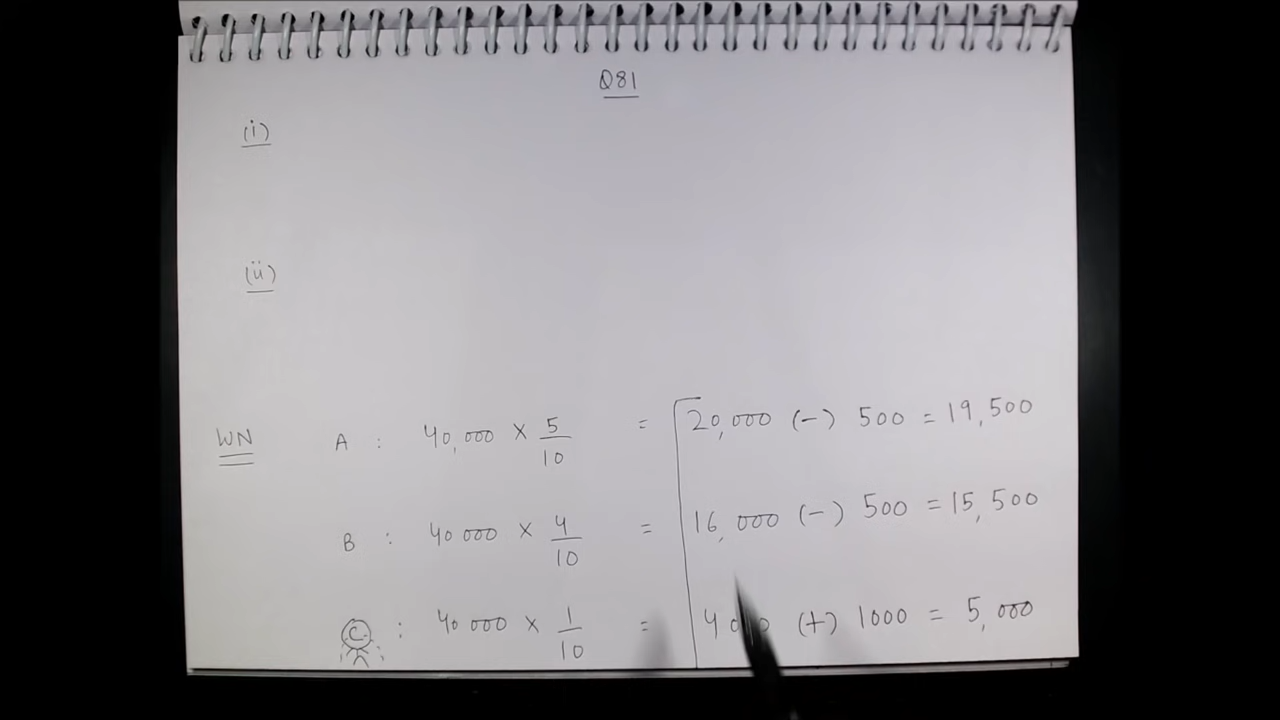 Q81
(i)
(ii)
WN A : 40,000 × 5/10 = 20,000 (-) 500 = 19,500
B : 40 000 × 4/10 = 16,000 (-) 500 = 15,500
C : 40 000 × 1/10 = 4000 (+) 1000 = 5,000